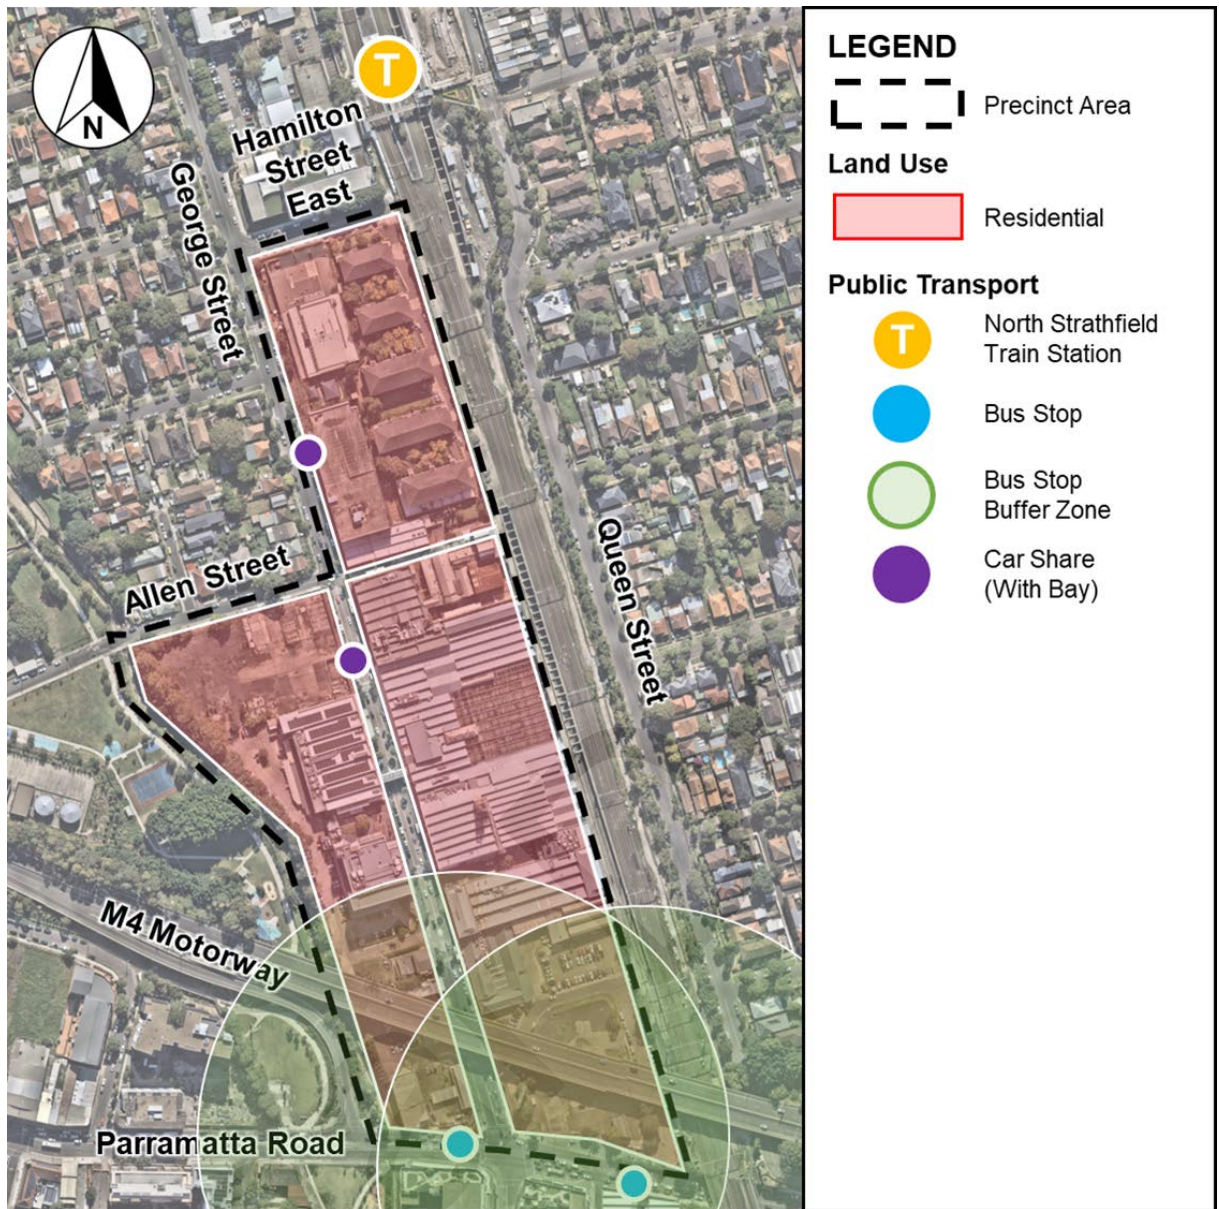 T
N
Hamilton
Street
East
George Street
Allen Street
Queen Street
M4 Motorway
Parramatta Road
LEGEND
Precinct Area
Land Use
Residential
Public Transport
T
North Strathfield
Train Station
Bus Stop
Bus Stop
Buffer Zone
Car Share
(With Bay)